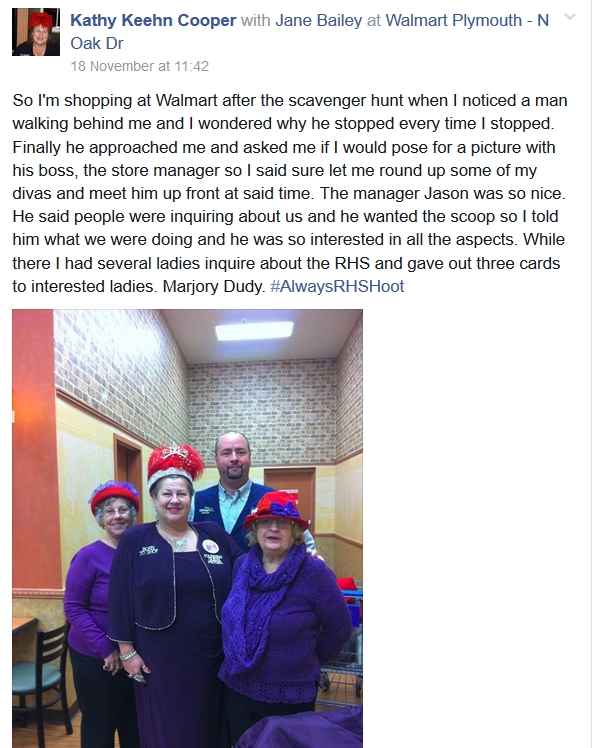 Kathy Keehn Cooper with Jane Bailey at Walmart Plymouth - N
Oak Dr
18 November at 11:42
So I'm shopping at Walmart after the scavenger hunt when I noticed a man
walking behind me and I wondered why he stopped every time I stopped.
Finally he approached me and asked me if I would pose for a picture with
his boss, the store manager so I said sure let me round up some of my
divas and meet him up front at said time. The manager Jason was so nice.
He said people were inquiring about us and he wanted the scoop so I told
him what we were doing and he was so interested in all the aspects. While
there I had several ladies inquire about the RHS and gave out three cards
to interested ladies. Marjory Dudy. #AlwaysRHSHoot
BORN
TO SHOP